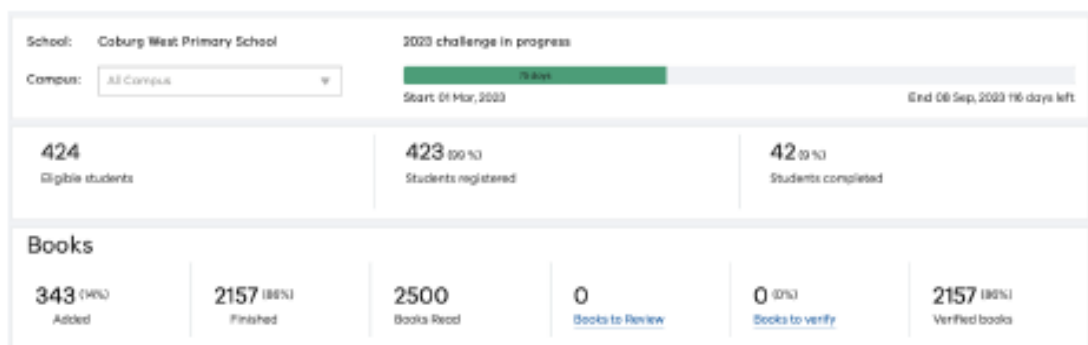 School: Coburg West Primary School
2023 challenge in progress
Campus: All Campus
75 days
Start 01 Mar, 2023
End 08 Sep, 2023 116 days left
424
Eligible students
423 (99 %)
Students registered
42 (9 %)
Students completed
Books
343 (14%)
Added
2157 (86%)
Finished
2500
Books Read
0
Books to Review
0 (0%)
Books to verify
2157 (86%)
Verified books